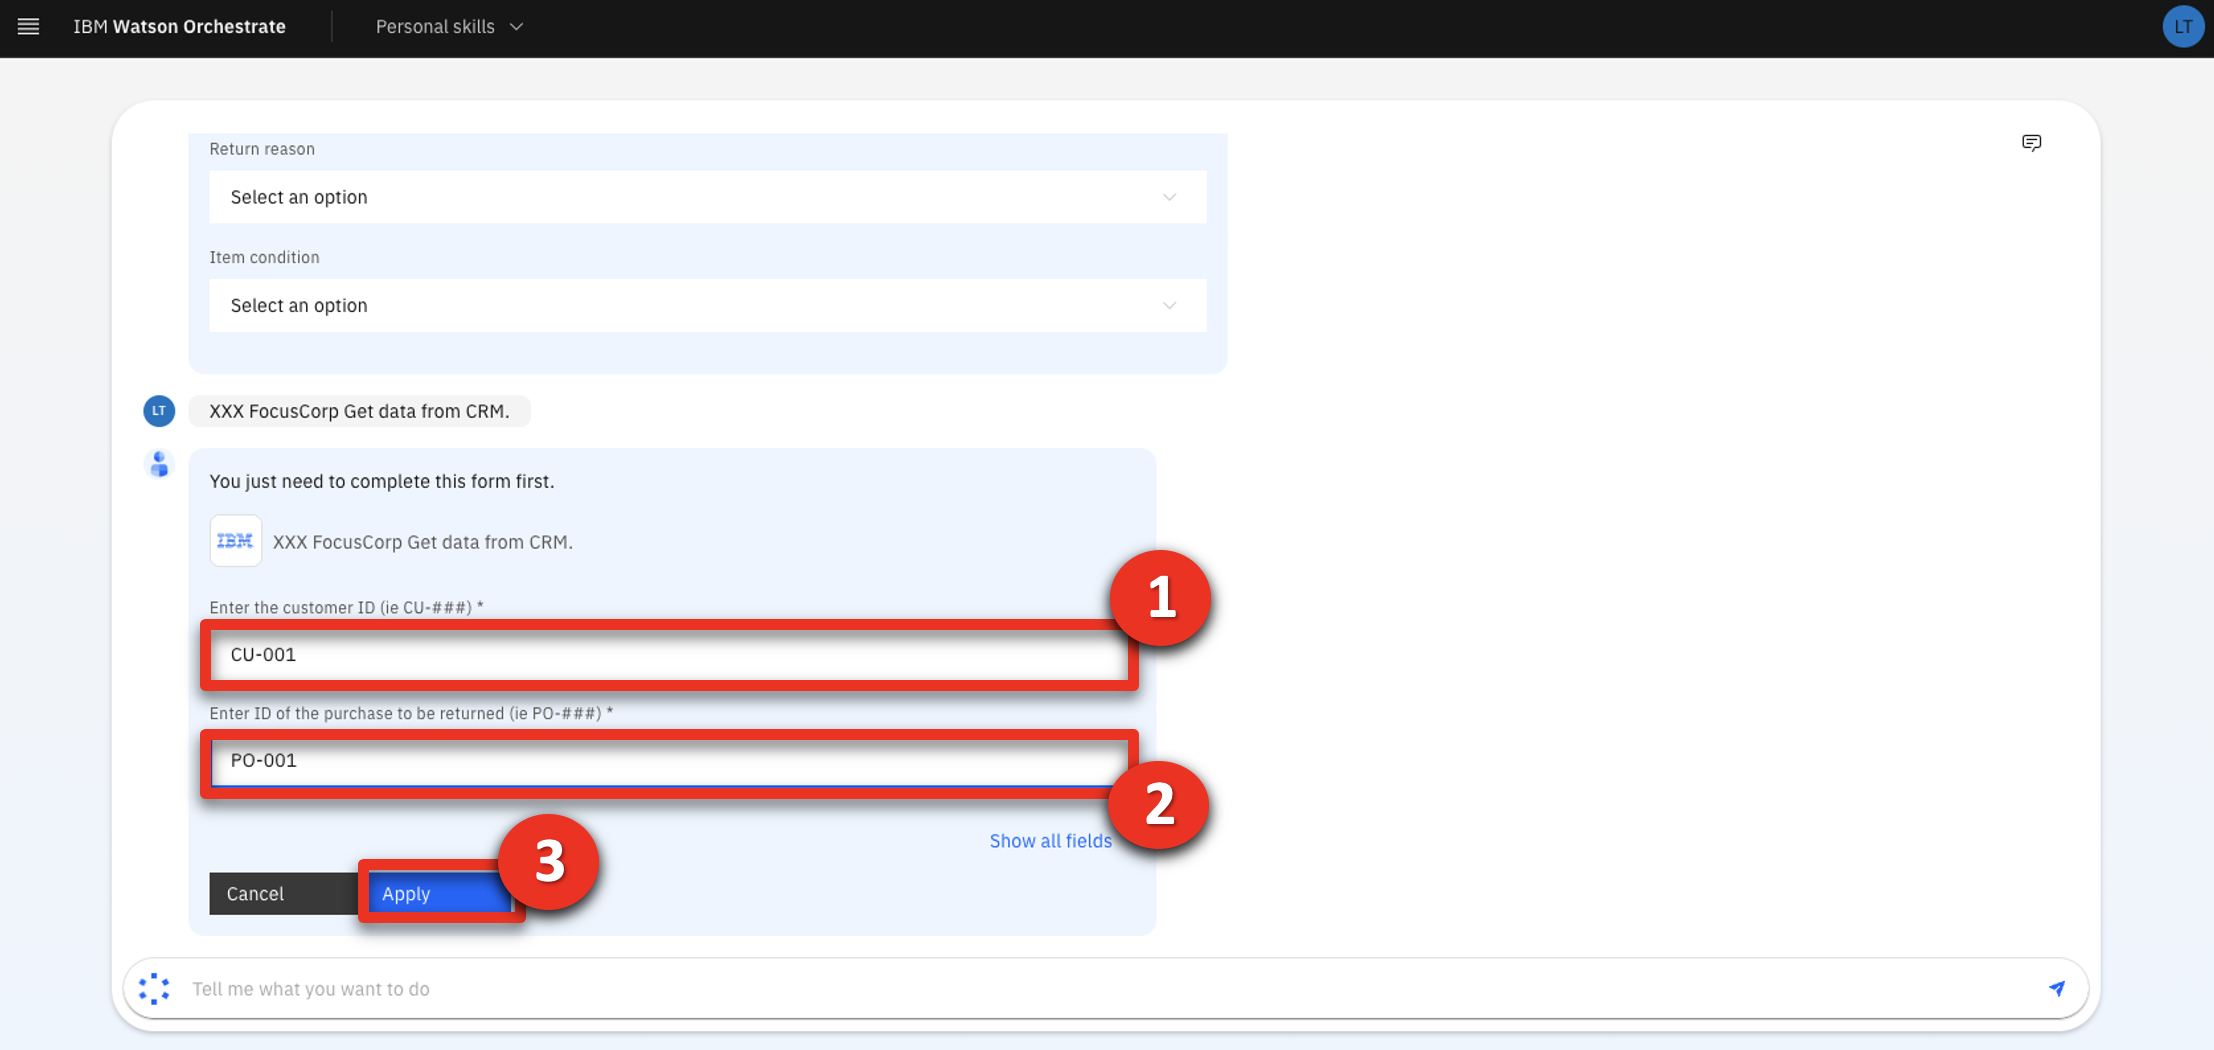 IBM Watson Orchestrate
Personal skills
LT
Return reason
Select an option
Item condition
Select an option
LT
XXX FocusCorp Get data from CRM.
You just need to complete this form first.
IBM
XXX FocusCorp Get data from CRM.
Enter the customer ID (ie CU-###) *
1
CU-001
Enter ID of the purchase to be returned (ie PO-###) *
PO-001
2
Show all fields
3
Cancel
Apply
Tell me what you want to do